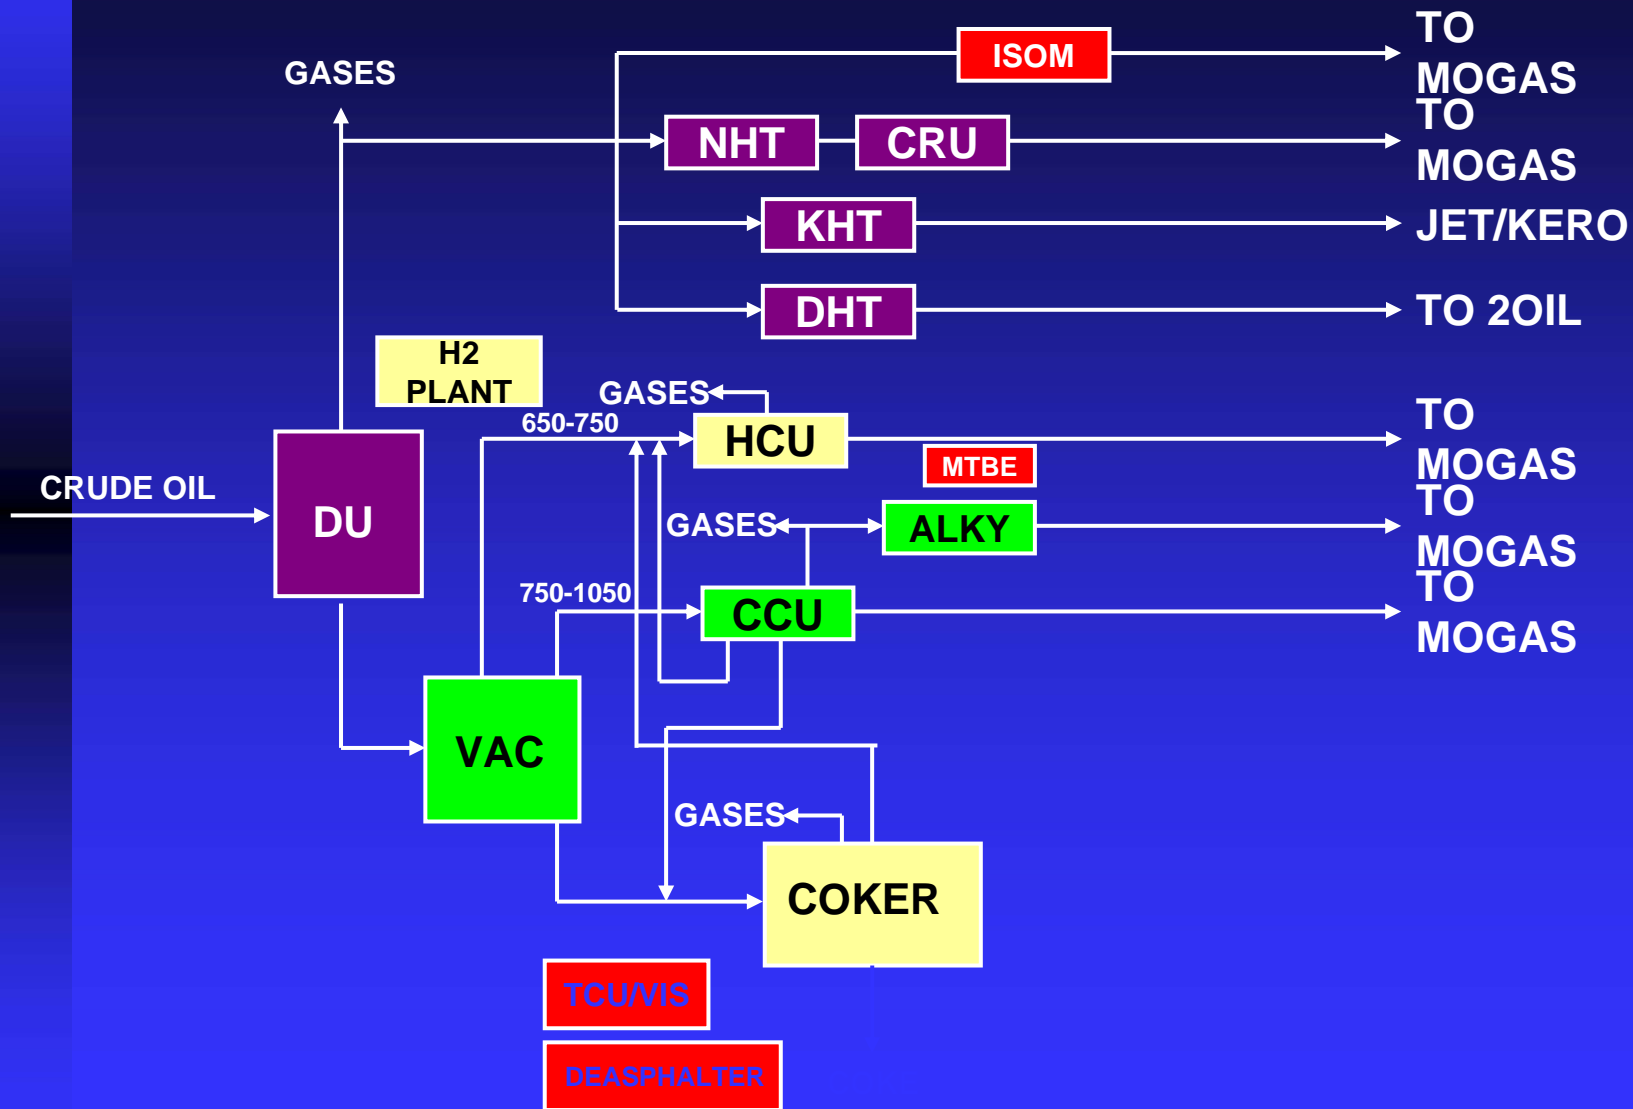 TO
MOGAS
ISOM
GASES
TO
MOGAS
NHT
CRU
KHT
JET/KERO
DHT
TO 2OIL
H2
PLANT
GASES
650-750
HCU
TO
MOGAS
MTBE
CRUDE OIL
DU
GASES
ALKY
TO
MOGAS
750-1050
CCU
TO
MOGAS
VAC
GASES
COKER
TCU/VIS
DEASPHALTER